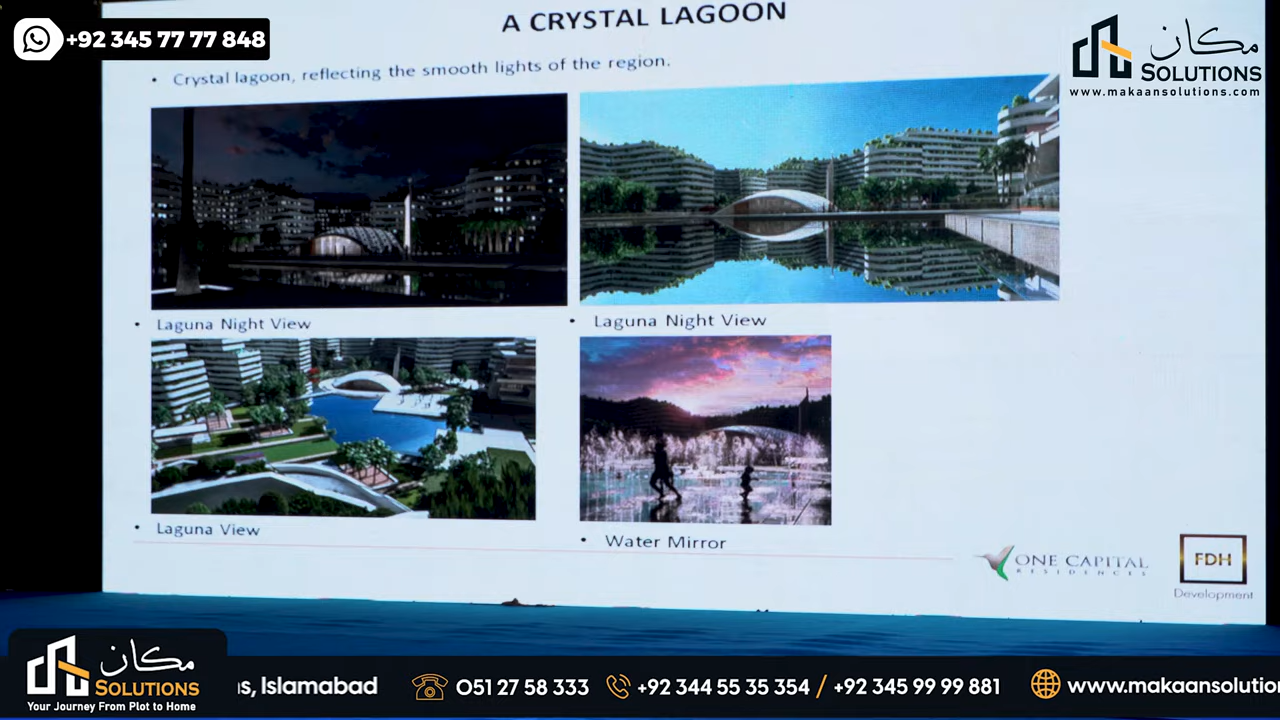 +92 345 77 77 848
A CRYSTAL LAGOON
مكان
SOLUTIONS
www.makaansolutions.com
• Crystal lagoon, reflecting the smooth lights of the region.
• Laguna Night View
• Laguna Night View
• Laguna View
• Water Mirror
ONE CAPITAL
RESIDENCES
FDH
Development
مكان
SOLUTIONS
Your Journey From Plot to Home
s, Islamabad
051 27 58 333
+92 344 55 35 354 / +92 345 99 99 881
www.makaansolution